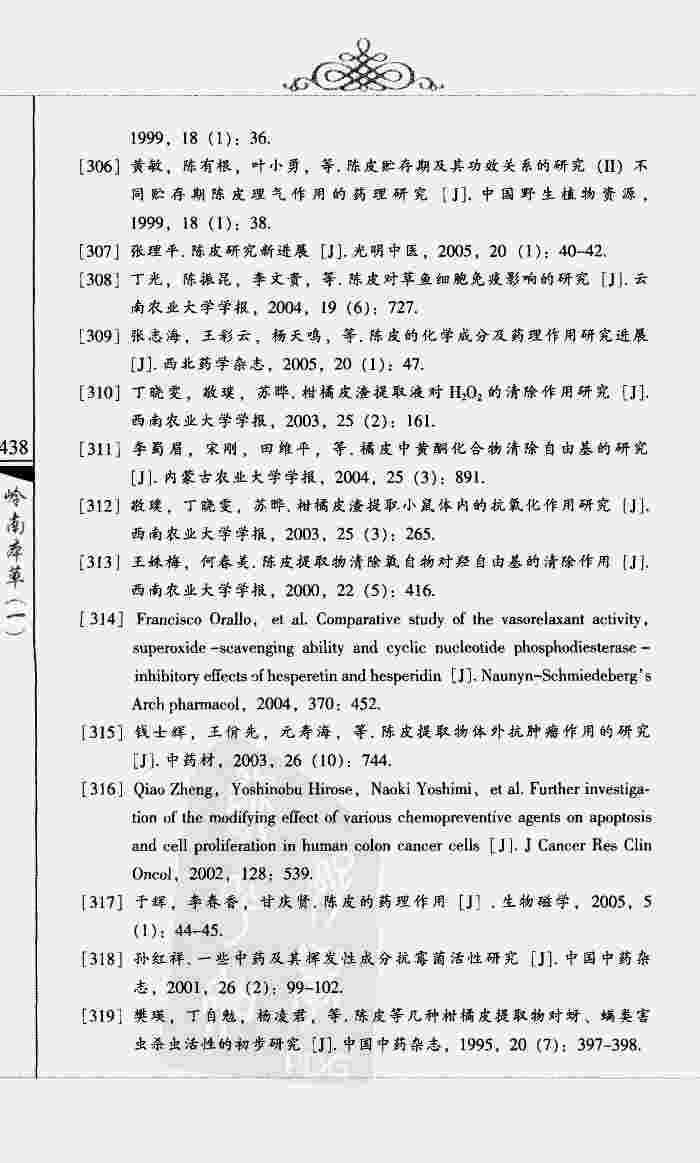 1999, 18 (1): 36.
[306] 黄敏, 陈有根, 叶小勇, 等. 陈皮贮存期及其功效关系的研究 (II) 不
同贮存期陈皮理气作用的药理研究 [J]. 中国野生植物资源,
1999, 18 (1): 38.
[307] 张理平. 陈皮研究新进展 [J]. 光明中医, 2005, 20 (1): 40–42.
[308] 丁光, 陈振昆, 李文贵, 等. 陈皮对草鱼细胞免疫影响的研究 [J]. 云
南农业大学学报, 2004, 19 (6): 727.
[309] 张志海, 王彩云, 杨天鸣, 等. 陈皮的化学成分及药理作用研究进展
[J]. 西北药学杂志, 2005, 20 (1): 47.
[310] 丁晓雯, 敖璞, 苏晔. 柑橘皮渣提取液对 H₂O₂ 的清除作用研究 [J].
西南农业大学学报, 2003, 25 (2): 161.
438
[311] 李蜀眉, 宋刚, 田维平, 等. 橘皮中黄酮化合物清除自由基的研究
[J]. 内蒙古农业大学学报, 2004, 25 (3): 891.
[312] 敖璞, 丁晓雯, 苏晔. 柑橘皮渣提取小鼠体内的抗氧化作用研究 [J].
西南农业大学学报, 2003, 25 (3): 265.
[313] 王姝梅, 何春美. 陈皮提取物清除氧自物对羟自由基的清除作用 [J].
西南农业大学学报, 2000, 22 (5): 416.
岭南本草(一)
[314] Francisco Orallo, et al. Comparative study of the vasorelaxant activity,
superoxide –scavenging ability and cyclic nucleotide phosphodiesterase –
inhibitory effects of hesperetin and hesperidin [J]. Naunyn–Schmiedeberg's
Arch pharmacol, 2004, 370: 452.
[315] 钱士辉, 王佾先, 亢寿海, 等. 陈皮提取物体外抗肿瘤作用的研究
[J]. 中药材, 2003, 26 (10): 744.
[316] Qiao Zheng, Yoshinobu Hirose, Naoki Yoshimi, et al. Further investiga-
tion of the modifying effect of various chemopreventive agents on apoptosis
and cell proliferation in human colon cancer cells [J]. J Cancer Res Clin
Oncol, 2002, 128: 539.
[317] 于辉, 李春香, 甘庆贤. 陈皮的药理作用 [J] . 生物磁学, 2005, 5
(1): 44–45.
[318] 孙红祥. 一些中药及其挥发性成分抗霉菌活性研究 [J]. 中国中药杂
志, 2001, 26 (2): 99–102.
[319] 樊瑛, 丁自勉, 杨凌君, 等. 陈皮等几种柑橘皮提取物对蚜、螨类害
虫杀虫活性的初步研究 [J]. 中国中药杂志, 1995, 20 (7): 397–398.